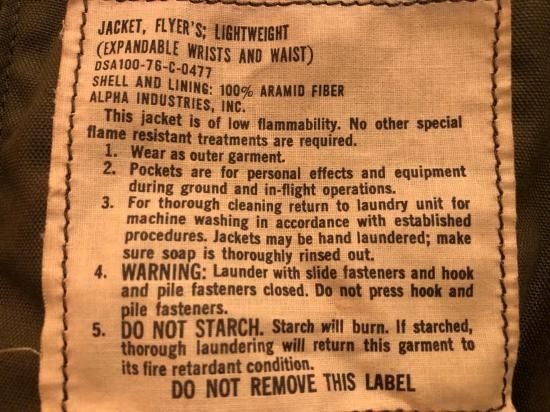 JACKET, FLYER'S; LIGHTWEIGHT
(EXPANDABLE WRISTS AND WAIST)
DSA100-76-C-0477
SHELL AND LINING: 100% ARAMID FIBER
ALPHA INDUSTRIES, INC.
This jacket is of low flammability. No other special
flame resistant treatments are required.
1. Wear as outer garment.
2. Pockets are for personal effects and equipment
during ground and in-flight operations.
3. For thorough cleaning return to laundry unit for
machine washing in accordance with established
procedures. Jackets may be hand laundered; make
sure soap is thoroughly rinsed out.
4. WARNING: Launder with slide fasteners and hook
and pile fasteners closed. Do not press hook and
pile fasteners.
5. DO NOT STARCH. Starch will burn. If starched,
thorough laundering will return this garment to
its fire retardant condition.
DO NOT REMOVE THIS LABEL